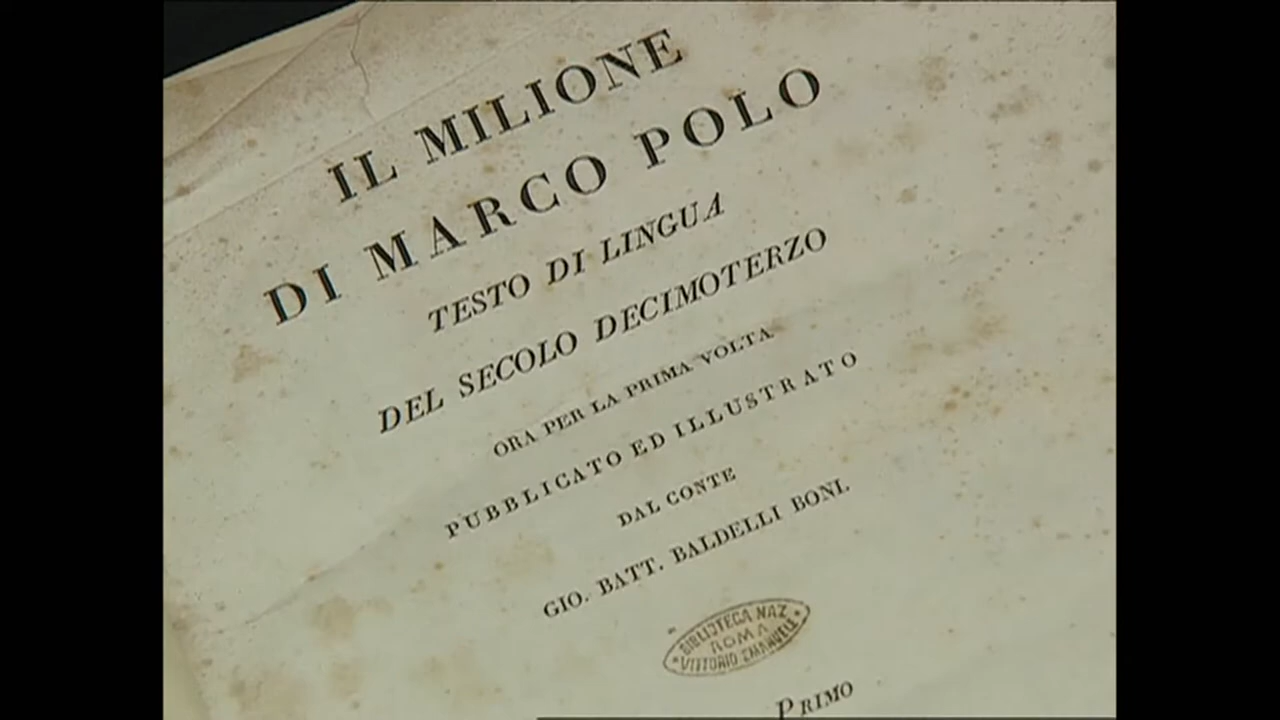 IL MILIONE
DI MARCO POLO
TESTO DI LINGUA
DEL SECOLO DECIMOTERZO
ORA PER LA PRIMA VOLTA
PUBBLICATO ED ILLUSTRATO
DAL CONTE
GIO. BATT. BALDELLI BONI.
BIBLIOTECA NAZ.
ROMA
VITTORIO EMANUELE
PRIMO